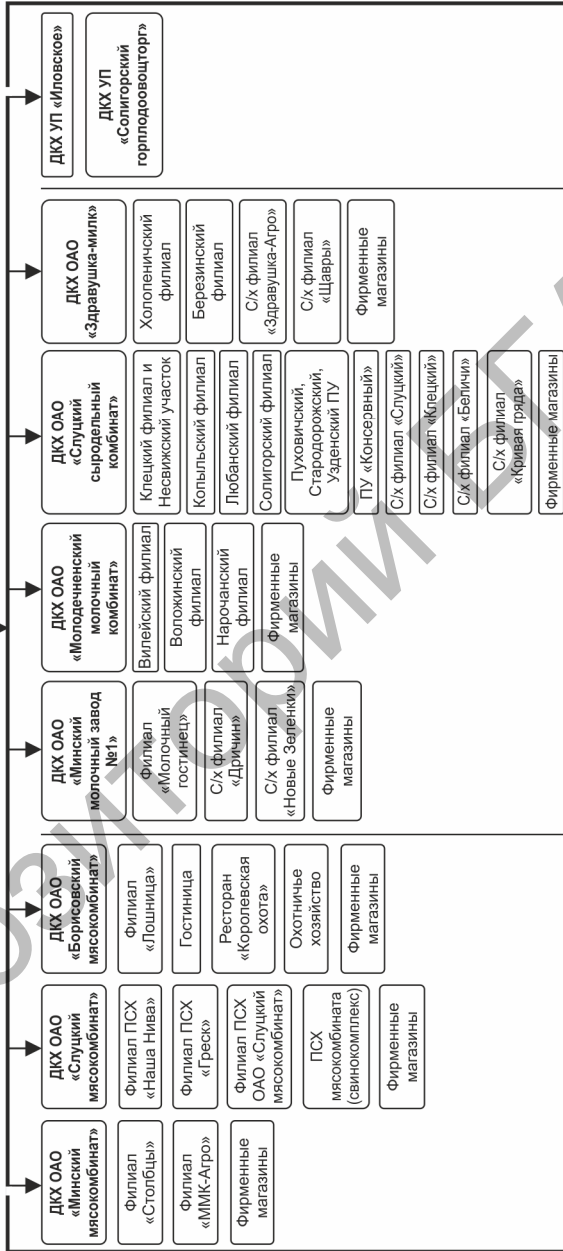 ДКХ ОАО
«Минский
мясокомбинат»
Филиал
«Столбцы»
Филиал
«ММК-Агро»
Фирменные
магазины
ДКХ ОАО
«Слуцкий
мясокомбинат»
Филиал ПСХ
«Наша Нива»
Филиал ПСХ
«Греск»
Филиал ПСХ
ОАО «Слуцкий
мясокомбинат»
ПСХ
мясокомбината
(свинокомплекс)
Фирменные
магазины
ДКХ ОАО
«Борисовский
мясокомбинат»
Филиал
«Лошница»
Гостиница
Ресторан
«Королевская
охота»
Охотничье
хозяйство
Фирменные
магазины
ДКХ ОАО
«Минский
молочный завод
№1»
Филиал
«Молочный
гостинец»
С/х филиал
«Дричин»
С/х филиал
«Новые Зеленки»
Фирменные
магазины
ДКХ ОАО
«Молодечненский
молочный
комбинат»
Вилейский филиал
Воложинский
филиал
Нарочанский
филиал
Фирменные
магазины
ДКХ ОАО
«Слуцкий
сыродельный
комбинат»
Клецкий филиал и
Несвижский участок
Копыльский филиал
Любанский филиал
Солигорский филиал
Пуховичский,
Стародорожский,
Узденский ПУ
ПУ «Консервный»
С/х филиал «Слуцкий»
С/х филиал «Клецкий»
С/х филиал «Беличи»
С/х филиал
«Кривая гряда»
Фирменные магазины
ДКХ ОАО
«Здравушка-милк»
Холопеничский
филиал
Березинский
филиал
С/х филиал
«Здравушка-Агро»
С/х филиал
«Щавры»
Фирменные
магазины
ДКХ УП «Иловское»
ДКХ УП
«Солигорский
горплодоовощторг»
ОЗИТОРИЙ БГА